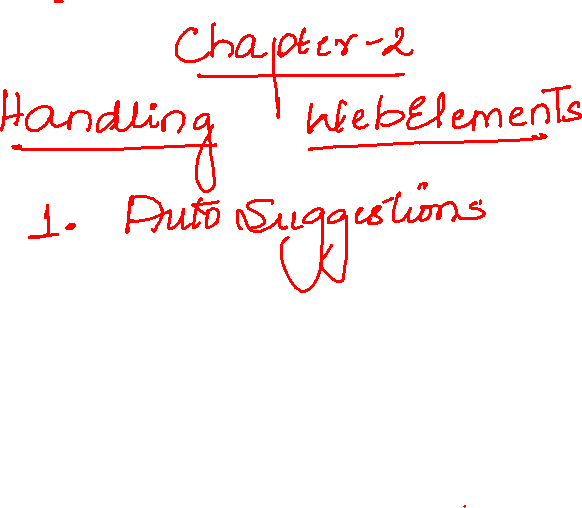 Chapter-2
Handling WebElements
1. Auto Suggestions